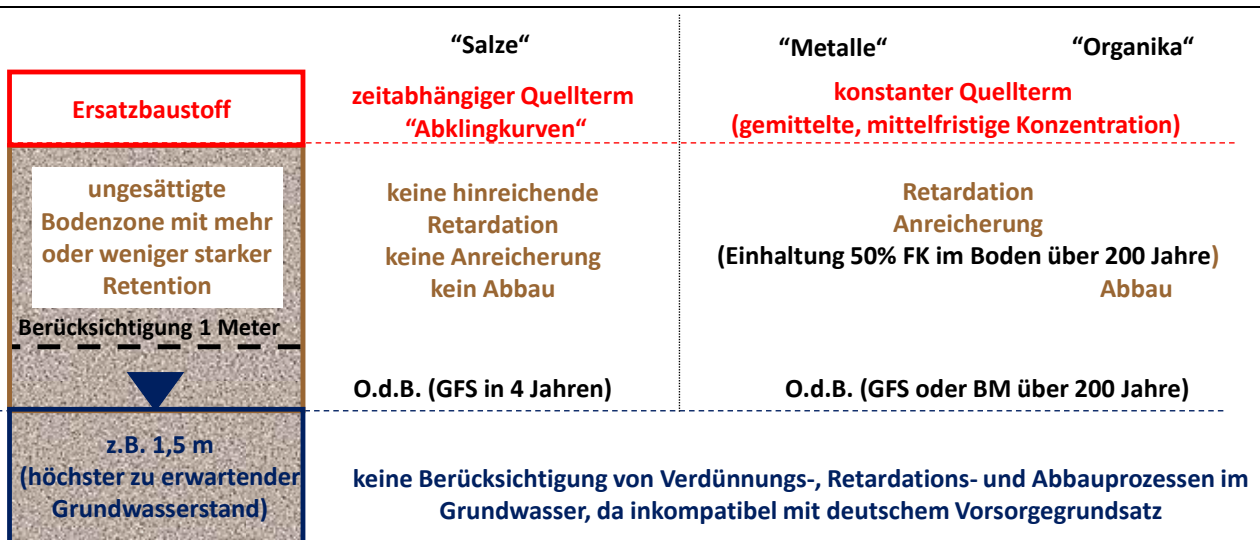 “Salze“
“Metalle“
“Organika“
Ersatzbaustoff
zeitabhängiger Quellterm
“Abklingkurven“
konstanter Quellterm
(gemittelte, mittelfristige Konzentration)
ungesättigte
Bodenzone mit mehr
oder weniger starker
Retention
keine hinreichende
Retardation
keine Anreicherung
kein Abbau
Retardation
Anreicherung
(Einhaltung 50% FK im Boden über 200 Jahre)
Abbau
Berücksichtigung 1 Meter
O.d.B. (GFS in 4 Jahren)
O.d.B. (GFS oder BM über 200 Jahre)
z.B. 1,5 m
(höchster zu erwartender
Grundwasserstand)
keine Berücksichtigung von Verdünnungs-, Retardations- und Abbauprozessen im
Grundwasser, da inkompatibel mit deutschem Vorsorgegrundsatz